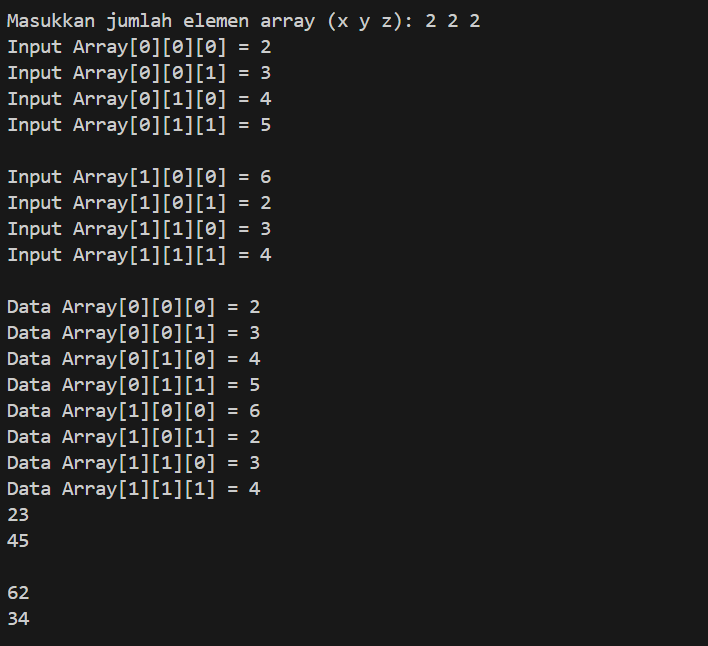 Masukkan jumlah elemen array (x y z): 2 2 2
Input Array[0][0][0] = 2
Input Array[0][0][1] = 3
Input Array[0][1][0] = 4
Input Array[0][1][1] = 5
Input Array[1][0][0] = 6
Input Array[1][0][1] = 2
Input Array[1][1][0] = 3
Input Array[1][1][1] = 4
Data Array[0][0][0] = 2
Data Array[0][0][1] = 3
Data Array[0][1][0] = 4
Data Array[0][1][1] = 5
Data Array[1][0][0] = 6
Data Array[1][0][1] = 2
Data Array[1][1][0] = 3
Data Array[1][1][1] = 4
23
45
62
34